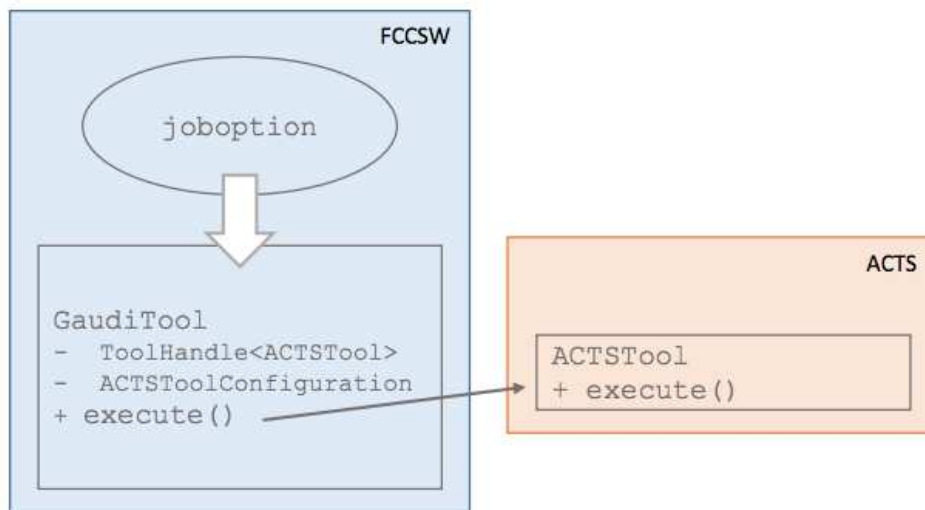 FCCSW
joboption
GaudiTool
- ToolHandle<ACTSTool>
- ACTSToolConfiguration
+ execute()
ACTS
ACTSTool
+ execute()